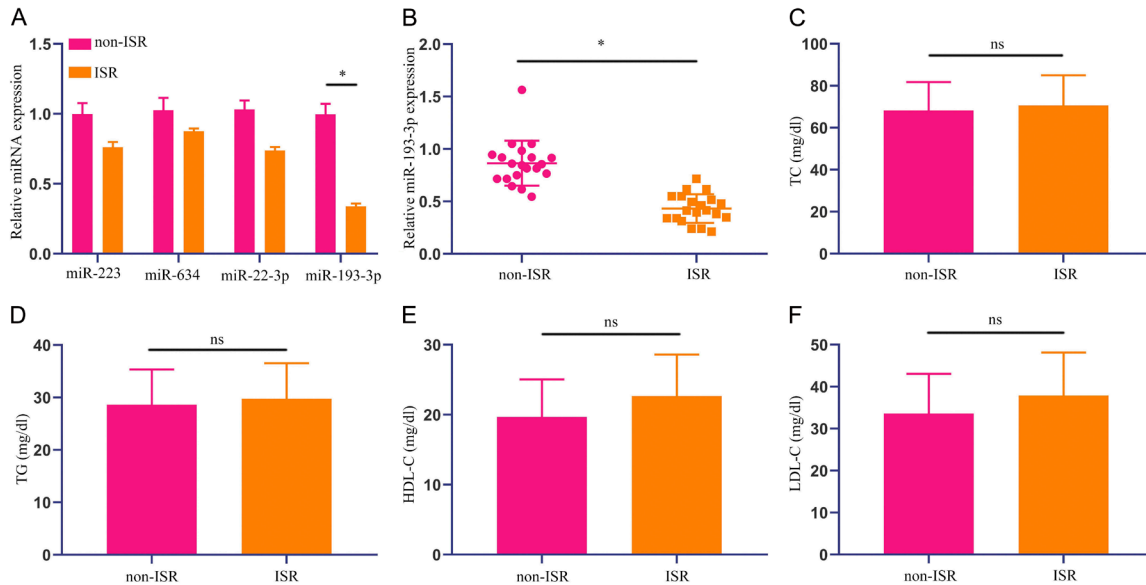 A
Relative miRNA expression
1.5
1.0
0.5
0.0
non-ISR
ISR
*
miR-223
miR-634
miR-22-3p
miR-193-3p
B
Relative miR-193-3p expression
2.0
1.5
1.0
0.5
0.0
*
non-ISR
ISR
C
TC (mg/dl)
100
80
60
40
20
0
ns
non-ISR
ISR
D
TG (mg/dl)
40
30
20
10
0
ns
non-ISR
ISR
E
HDL-C (mg/dl)
30
20
10
0
ns
non-ISR
ISR
F
LDL-C (mg/dl)
50
40
30
20
10
0
ns
non-ISR
ISR